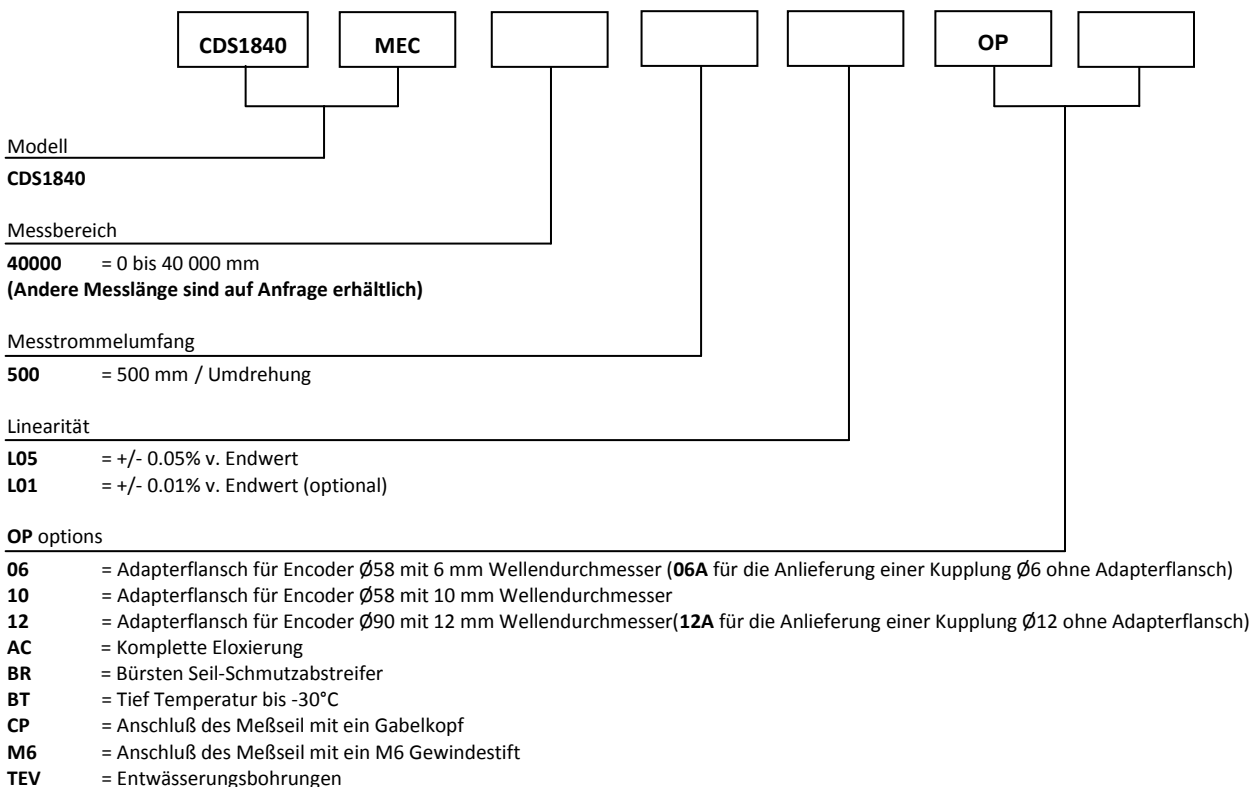 CDS1840 MEC OP
Modell
CDS1840
Messbereich
40000 = 0 bis 40 000 mm
(Andere Messlänge sind auf Anfrage erhältlich)
Messtrommelumfang
500 = 500 mm / Umdrehung
Linearität
L05 = +/- 0.05% v. Endwert
L01 = +/- 0.01% v. Endwert (optional)
OP options
06 = Adapterflansch für Encoder Ø58 mit 6 mm Wellendurchmesser (06A für die Anlieferung einer Kupplung Ø6 ohne Adapterflansch)
10 = Adapterflansch für Encoder Ø58 mit 10 mm Wellendurchmesser
12 = Adapterflansch für Encoder Ø90 mit 12 mm Wellendurchmesser(12A für die Anlieferung einer Kupplung Ø12 ohne Adapterflansch)
AC = Komplette Eloxierung
BR = Bürsten Seil-Schmutzabstreifer
BT = Tief Temperatur bis -30°C
CP = Anschluß des Meßseil mit ein Gabelkopf
M6 = Anschluß des Meßseil mit ein M6 Gewindestift
TEV = Entwässerungsbohrungen